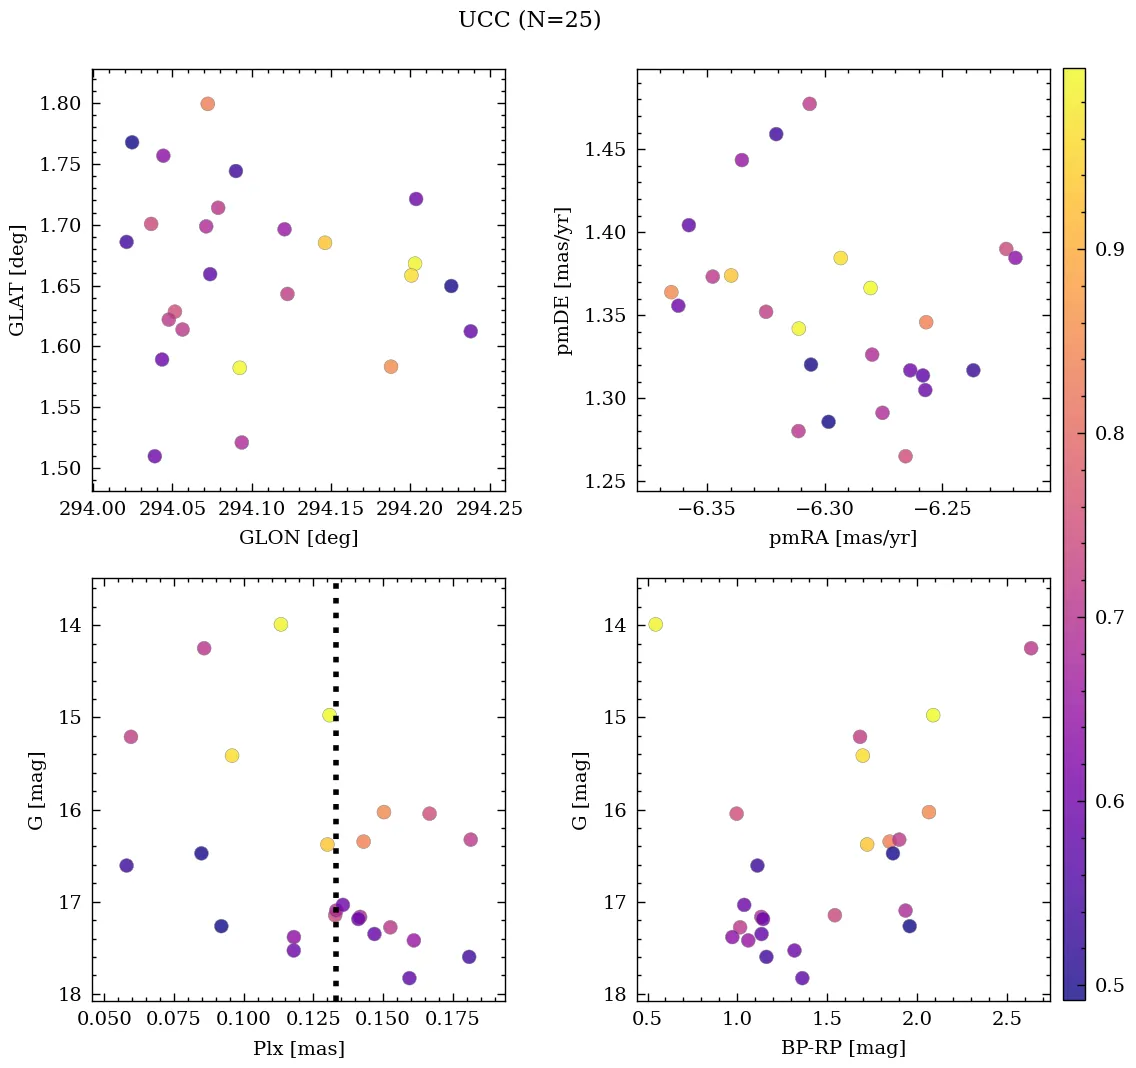 UCC (N=25)
1.80
1.75
1.70
1.65
1.60
1.55
1.50
GLAT [deg]
294.00 294.05 294.10 294.15 294.20 294.25
GLON [deg]
1.45
1.40
1.35
1.30
1.25
pmDE [mas/yr]
−6.35 −6.30 −6.25
pmRA [mas/yr]
14
15
16
17
18
G [mag]
0.050 0.075 0.100 0.125 0.150 0.175
Plx [mas]
14
15
16
17
18
G [mag]
0.5 1.0 1.5 2.0 2.5
BP-RP [mag]
0.9
0.8
0.7
0.6
0.5